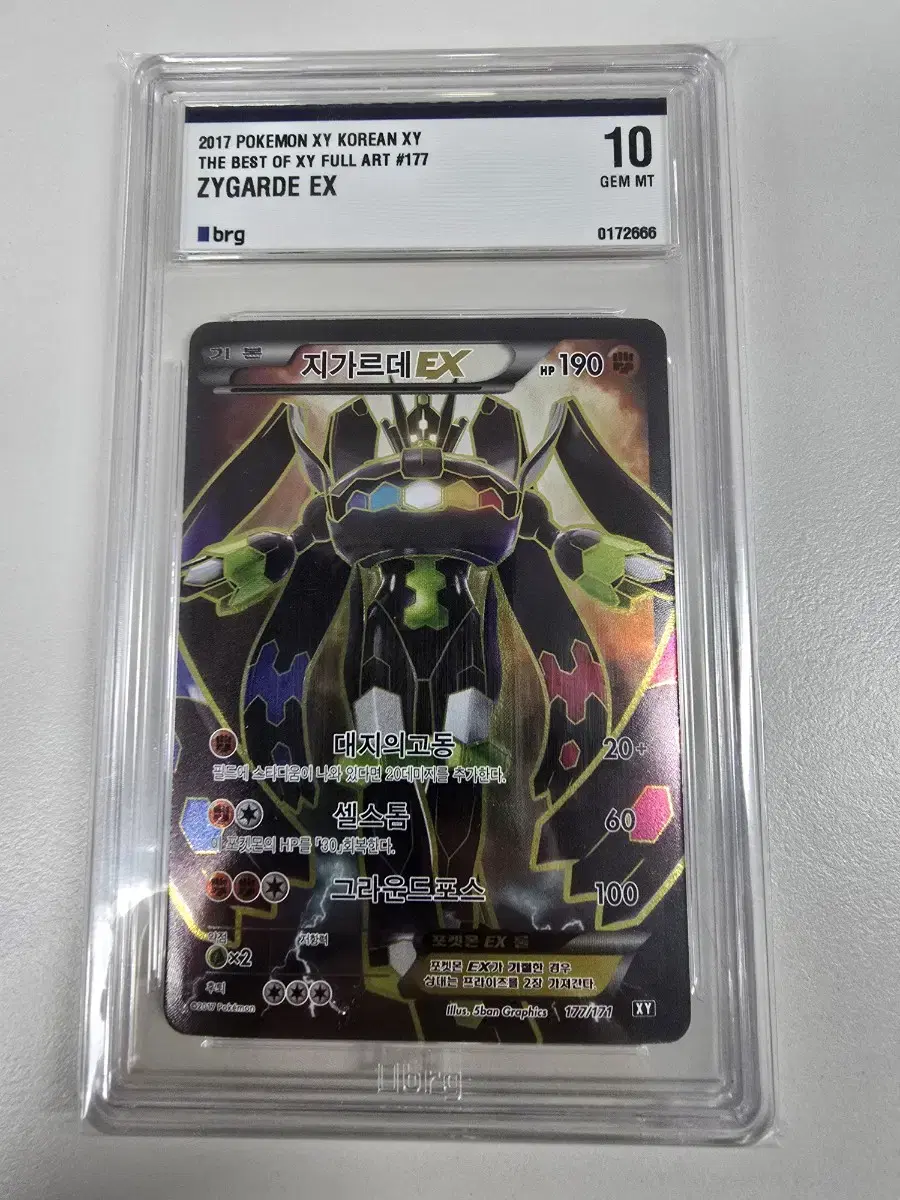 2017 POKEMON XY KOREAN XY
THE BEST OF XY FULL ART #177
ZYGARDE EX
10
GEM MT
brg
0172666
기본
지가르데EX
HP 190
대지의고동 20+
필드에 스타디움이 나와 있다면 20데미지를 추가한다.
셀스톰 60
이 포켓몬의 HP를 「30」회복한다.
그라운드포스 100
약점 저항력
×2
후퇴
포켓몬 EX 룰
포켓몬 EX가 기절한 경우
상대는 프라이즈를 2장 가져간다.
©2017 Pokémon
Illus. 5ban Graphics 177/171 XY
brg